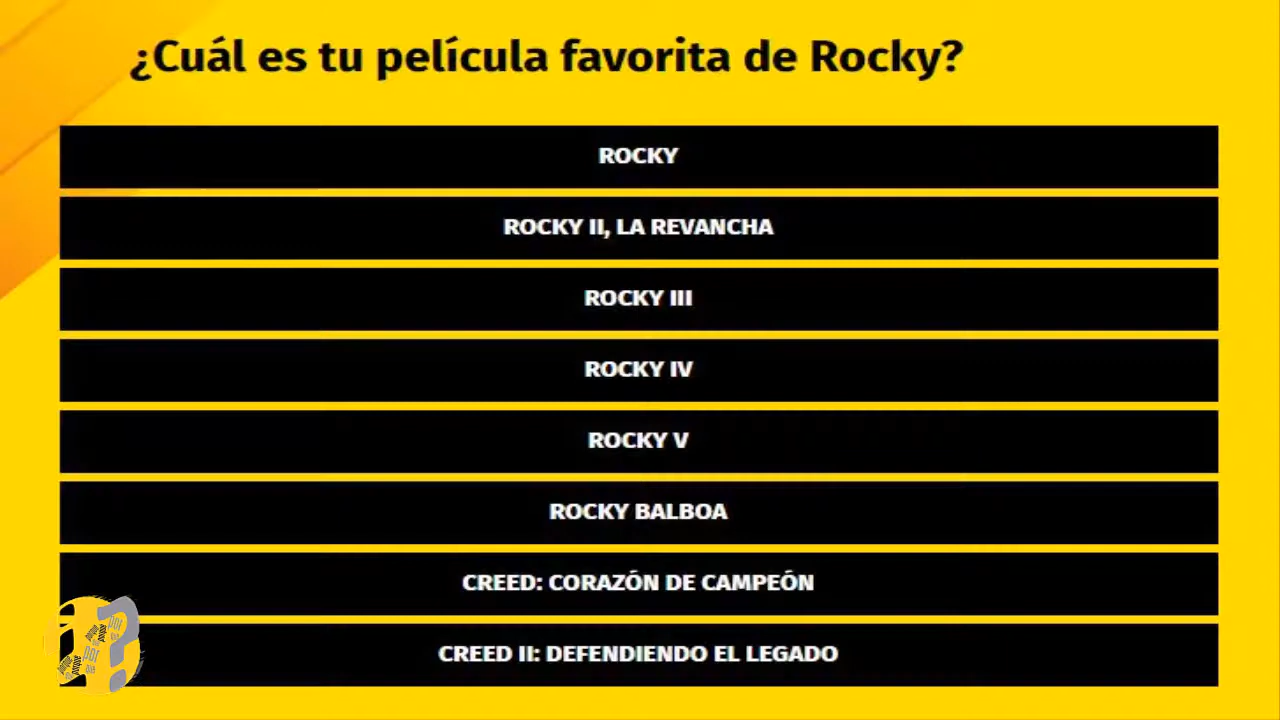 ¿Cuál es tu película favorita de Rocky?
ROCKY
ROCKY II, LA REVANCHA
ROCKY III
ROCKY IV
ROCKY V
ROCKY BALBOA
CREED: CORAZÓN DE CAMPEÓN
CREED II: DEFENDIENDO EL LEGADO